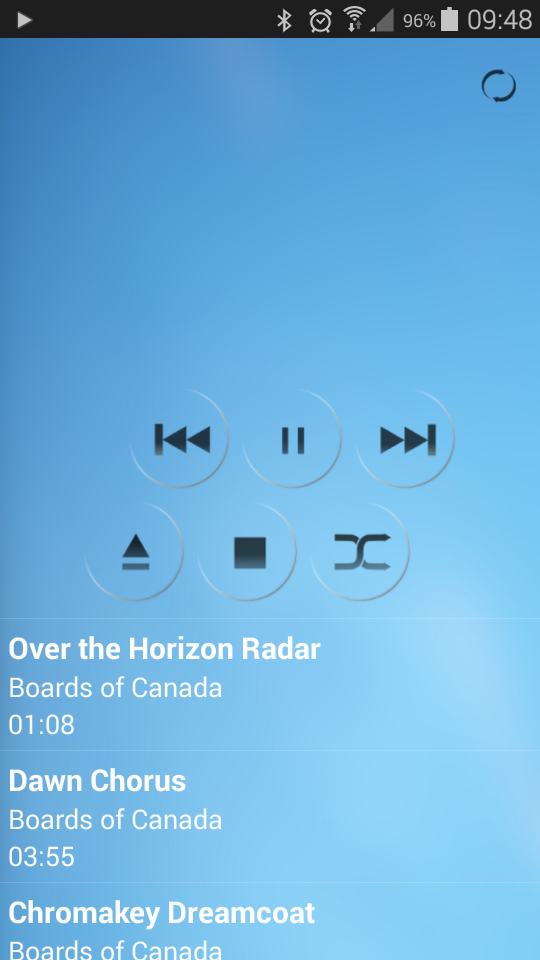 96% 09:48
Over the Horizon Radar
Boards of Canada
01:08
Dawn Chorus
Boards of Canada
03:55
Chromakey Dreamcoat
Boards of Canada